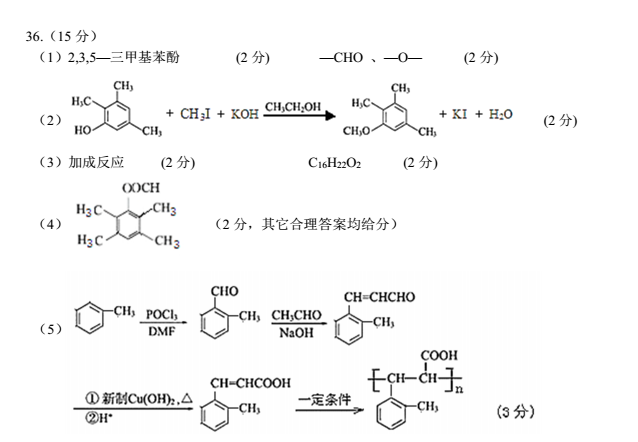 36.（15 分）
（1）2,3,5—三甲基苯酚 （2 分） —CHO 、—O— （2 分）
CH₃ CH₃
H₃C H₃C
（2） + CH₃I + KOH CH₃CH₂OH + KI + H₂O （2 分）
HO CH₃ CH₃O CH₃
（3）加成反应 （2 分） C₁₆H₂₂O₂ （2 分）
OOCH
H₃C CH₃
（4） （2 分，其它合理答案均给分）
H₃C CH₃
CHO CH=CHCHO
（5） CH₃ POCl₃ DMF CH₃ CH₃CHO NaOH CH₃
COOH
CH=CHCOOH [CH—CH]n
①新制Cu(OH)₂,△ ②H⁺ CH₃ 一定条件 CH₃ （3 分）